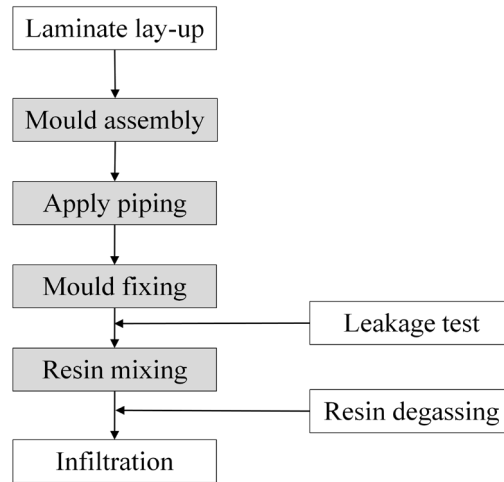 Laminate lay-up
Mould assembly
Apply piping
Mould fixing
Leakage test
Resin mixing
Resin degassing
Infiltration